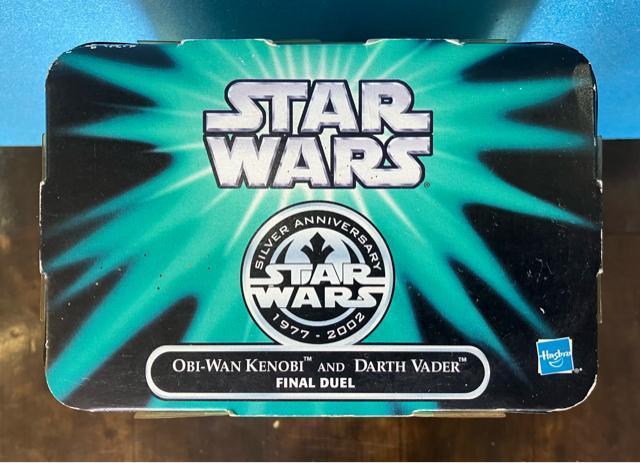 STAR
WARS®
SILVER ANNIVERSARY
STAR
WARS
1977 - 2002
OBI-WAN KENOBI™ AND DARTH VADER™
FINAL DUEL
Hasbro®